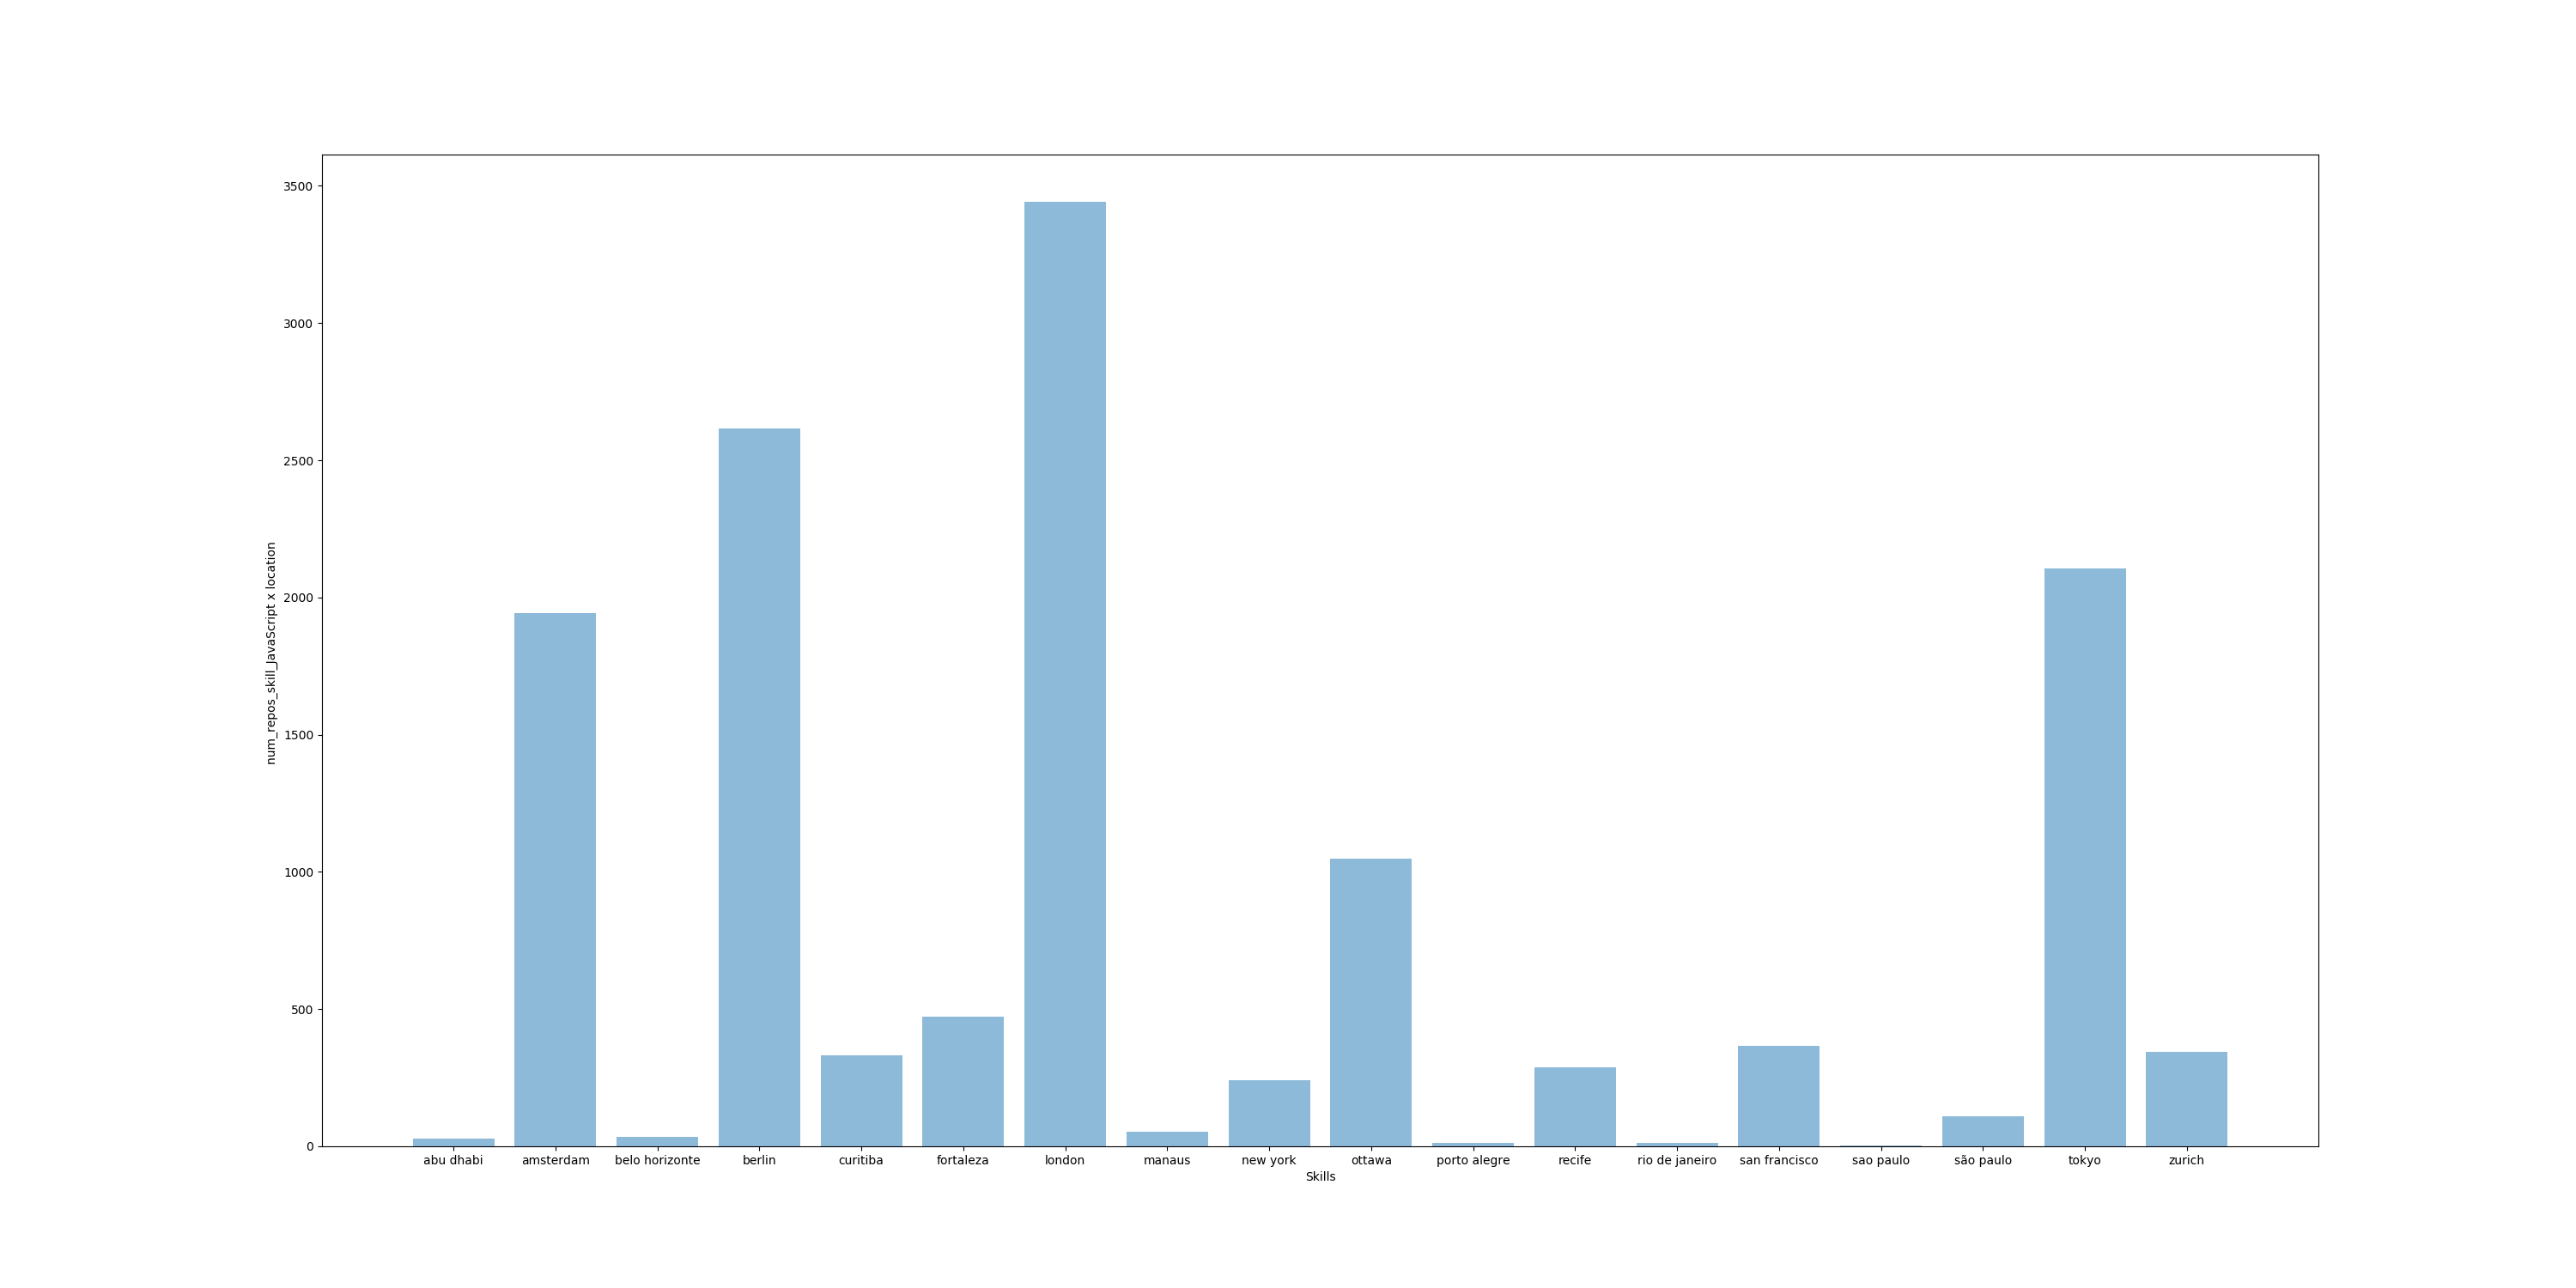 3500
3000
2500
2000
1500
1000
500
0
num_repos_skill_JavaScript x location
abu dhabi amsterdam belo horizonte berlin curitiba fortaleza london manaus new york ottawa porto alegre recife rio de janeiro san francisco sao paulo são paulo tokyo zurich
Skills